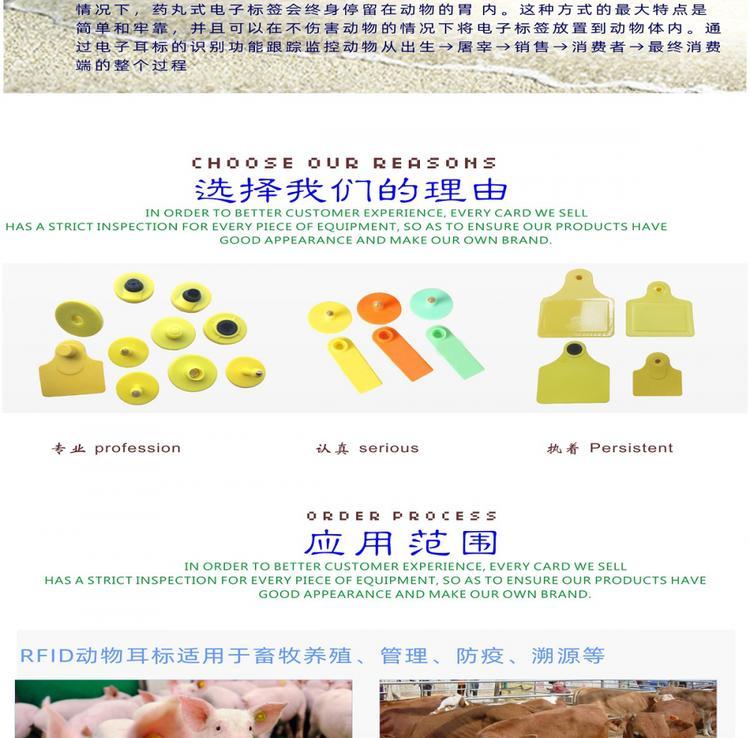 情况下，药丸式电子标签会终身停留在动物的胃 内。这种方式的最大特点是
简单和牢靠，并且可以在不伤害动物的情况下将电子标签放置到动物体内。通
过电子耳标的识别功能跟踪监控动物从出生→屠宰→销售→消费者→最终消费
端的整个过程
CHOOSE OUR REASONS
选择我们的理由
IN ORDER TO BETTER CUSTOMER EXPERIENCE, EVERY CARD WE SELL
HAS A STRICT INSPECTION FOR EVERY PIECE OF EQUIPMENT, SO AS TO ENSURE OUR PRODUCTS HAVE
GOOD APPEARANCE AND MAKE OUR OWN BRAND.
专业 profession
认真 serious
执着 Persistent
ORDER PROCESS
应用范围
IN ORDER TO BETTER CUSTOMER EXPERIENCE, EVERY CARD WE SELL
HAS A STRICT INSPECTION FOR EVERY PIECE OF EQUIPMENT, SO AS TO ENSURE OUR PRODUCTS HAVE
GOOD APPEARANCE AND MAKE OUR OWN BRAND.
RFID动物耳标适用于畜牧养殖、管理、防疫、溯源等